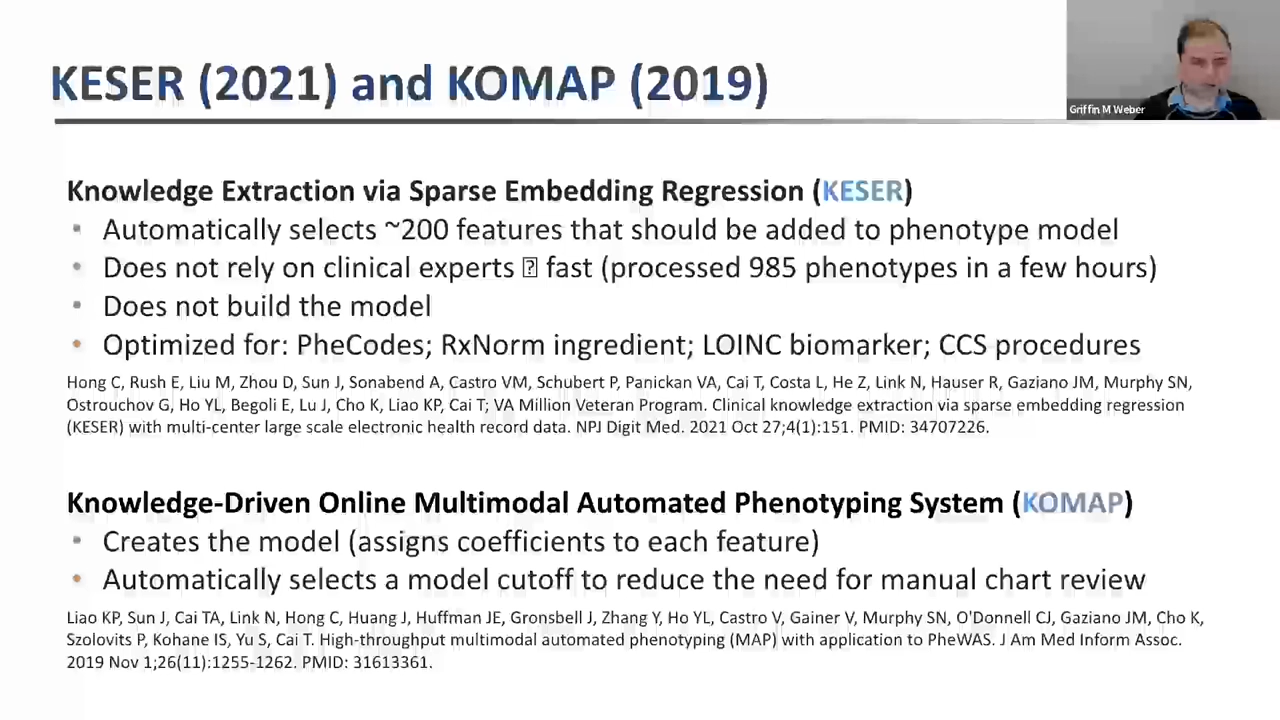 KESER (2021) and KOMAP (2019)
Griffin M Weber
Knowledge Extraction via Sparse Embedding Regression (KESER)
• Automatically selects ~200 features that should be added to phenotype model
• Does not rely on clinical experts ⍰ fast (processed 985 phenotypes in a few hours)
• Does not build the model
• Optimized for: PheCodes; RxNorm ingredient; LOINC biomarker; CCS procedures
Hong C, Rush E, Liu M, Zhou D, Sun J, Sonabend A, Castro VM, Schubert P, Panickan VA, Cai T, Costa L, He Z, Link N, Hauser R, Gaziano JM, Murphy SN,
Ostrouchov G, Ho YL, Begoli E, Lu J, Cho K, Liao KP, Cai T; VA Million Veteran Program. Clinical knowledge extraction via sparse embedding regression
(KESER) with multi-center large scale electronic health record data. NPJ Digit Med. 2021 Oct 27;4(1):151. PMID: 34707226.
Knowledge-Driven Online Multimodal Automated Phenotyping System (KOMAP)
• Creates the model (assigns coefficients to each feature)
• Automatically selects a model cutoff to reduce the need for manual chart review
Liao KP, Sun J, Cai TA, Link N, Hong C, Huang J, Huffman JE, Gronsbell J, Zhang Y, Ho YL, Castro V, Gainer V, Murphy SN, O'Donnell CJ, Gaziano JM, Cho K,
Szolovits P, Kohane IS, Yu S, Cai T. High-throughput multimodal automated phenotyping (MAP) with application to PheWAS. J Am Med Inform Assoc.
2019 Nov 1;26(11):1255-1262. PMID: 31613361.